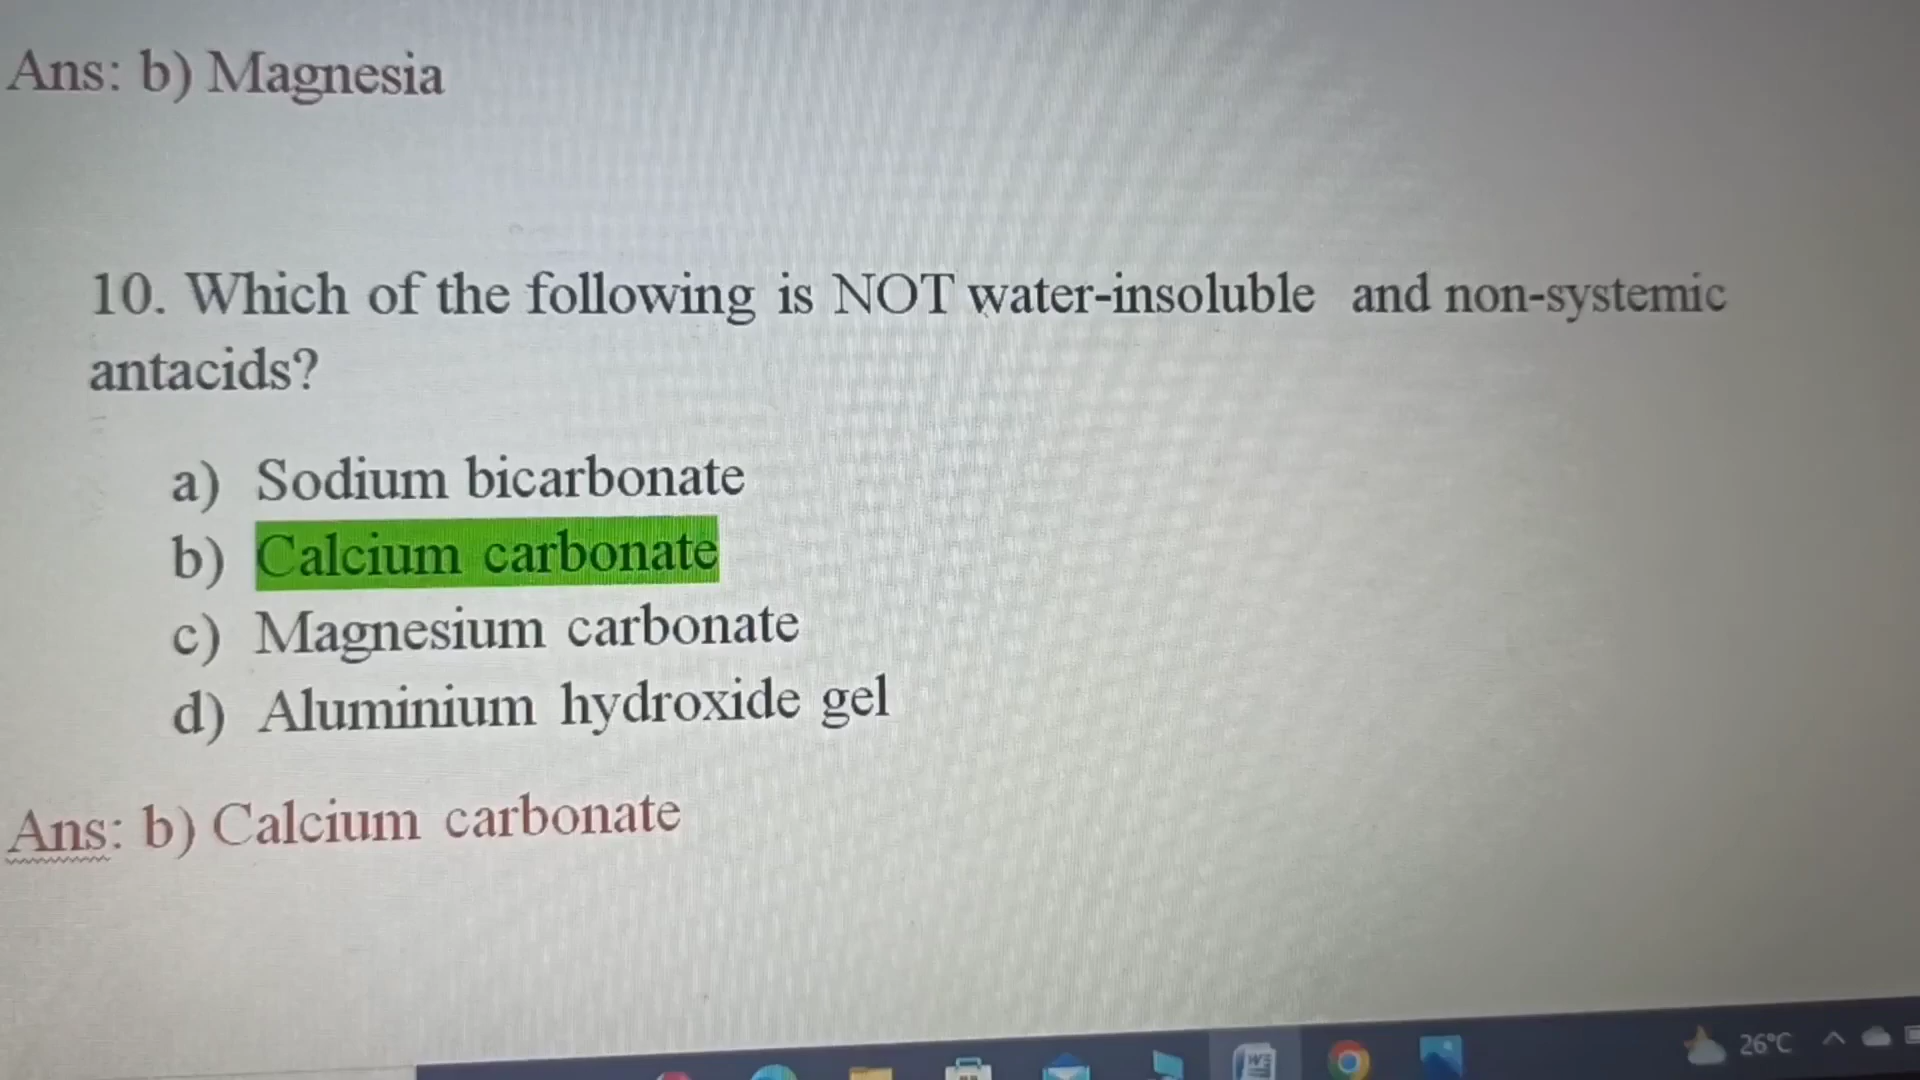 Ans: b) Magnesia
10. Which of the following is NOT water-insoluble and non-systemic
antacids?
a) Sodium bicarbonate
b) Calcium carbonate
c) Magnesium carbonate
d) Aluminium hydroxide gel
Ans: b) Calcium carbonate
26°C